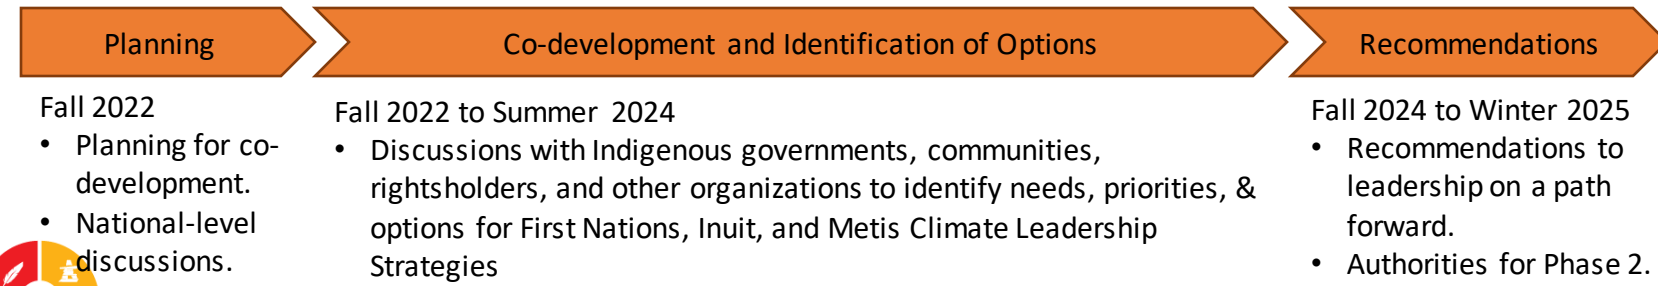 Planning
Fall 2022
• Planning for co-
development.
• National-level
discussions.
Co-development and Identification of Options
Fall 2022 to Summer 2024
• Discussions with Indigenous governments, communities,
rightsholders, and other organizations to identify needs, priorities, &
options for First Nations, Inuit, and Metis Climate Leadership
Strategies
Recommendations
Fall 2024 to Winter 2025
• Recommendations to
leadership on a path
forward.
• Authorities for Phase 2.